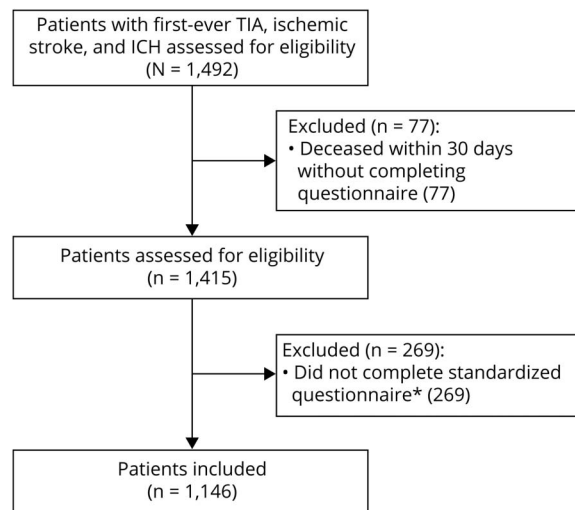 Patients with first-ever TIA, ischemic
stroke, and ICH assessed for eligibility
(N = 1,492)
Excluded (n = 77):
• Deceased within 30 days
without completing
questionnaire (77)
Patients assessed for eligibility
(n = 1,415)
Excluded (n = 269):
• Did not complete standardized
questionnaire* (269)
Patients included
(n = 1,146)